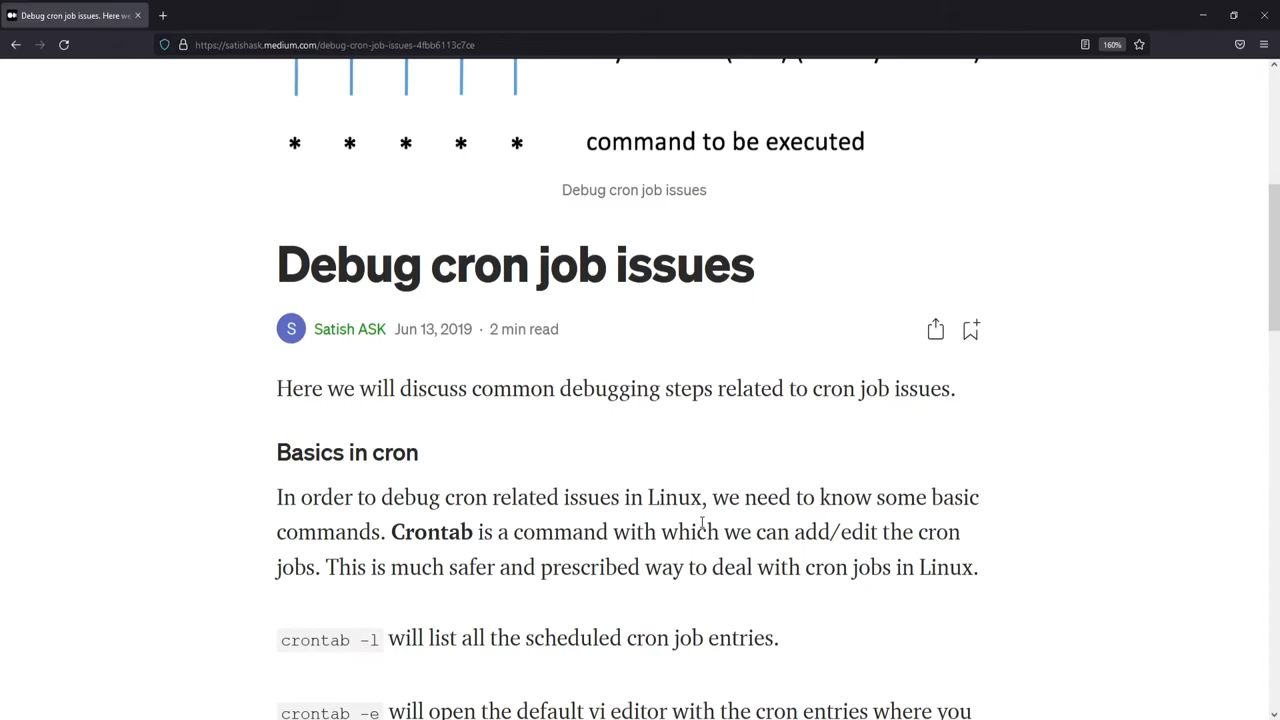 Debug cron job issues. Here we
https://satishask.medium.com/debug-cron-job-issues-4fbb6113c7ce
160%
* * * * * command to be executed
Debug cron job issues
Debug cron job issues
S Satish ASK Jun 13, 2019 · 2 min read
Here we will discuss common debugging steps related to cron job issues.
Basics in cron
In order to debug cron related issues in Linux, we need to know some basic
commands. Crontab is a command with which we can add/edit the cron
jobs. This is much safer and prescribed way to deal with cron jobs in Linux.
crontab -l will list all the scheduled cron job entries.
crontab -e will open the default vi editor with the cron entries where you